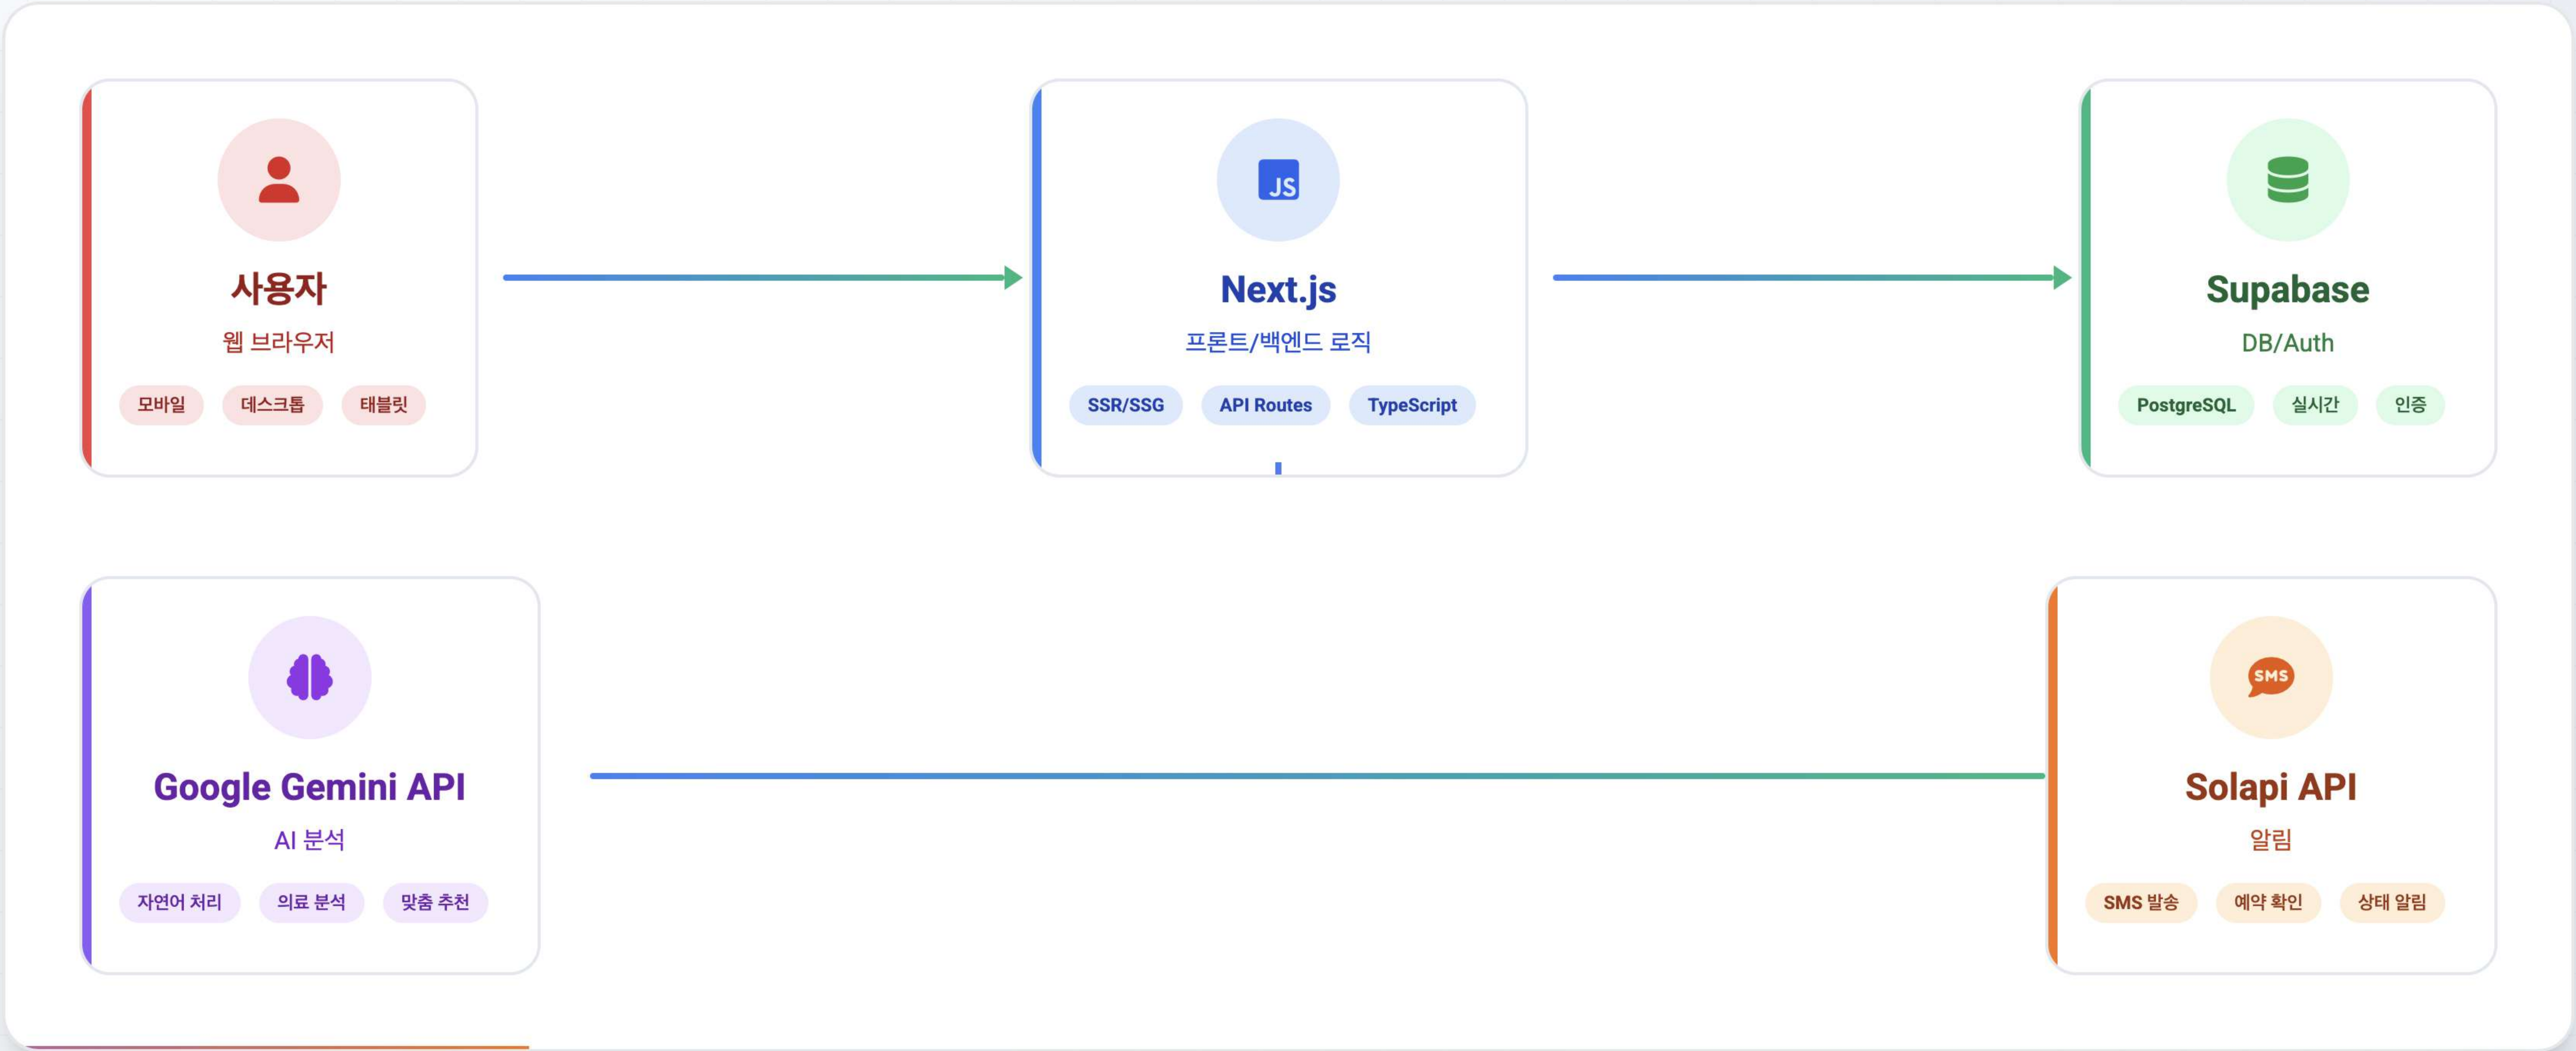 JS
사용자
웹 브라우저
모바일 데스크톱 태블릿
Next.js
프론트/백엔드 로직
SSR/SSG API Routes TypeScript
Supabase
DB/Auth
PostgreSQL 실시간 인증
Google Gemini API
AI 분석
자연어 처리 의료 분석 맞춤 추천
SMS
Solapi API
알림
SMS 발송 예약 확인 상태 알림